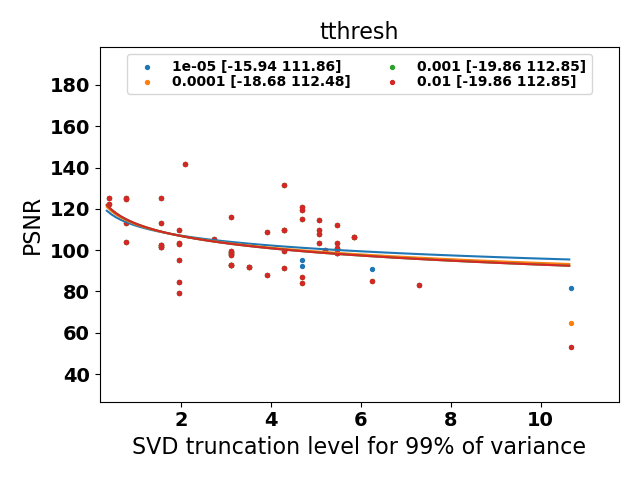 tthresh
1e-05 [-15.94 111.86]
0.0001 [-18.68 112.48]
0.001 [-19.86 112.85]
0.01 [-19.86 112.85]
180
160
140
120
100
80
60
40
PSNR
2 4 6 8 10
SVD truncation level for 99% of variance